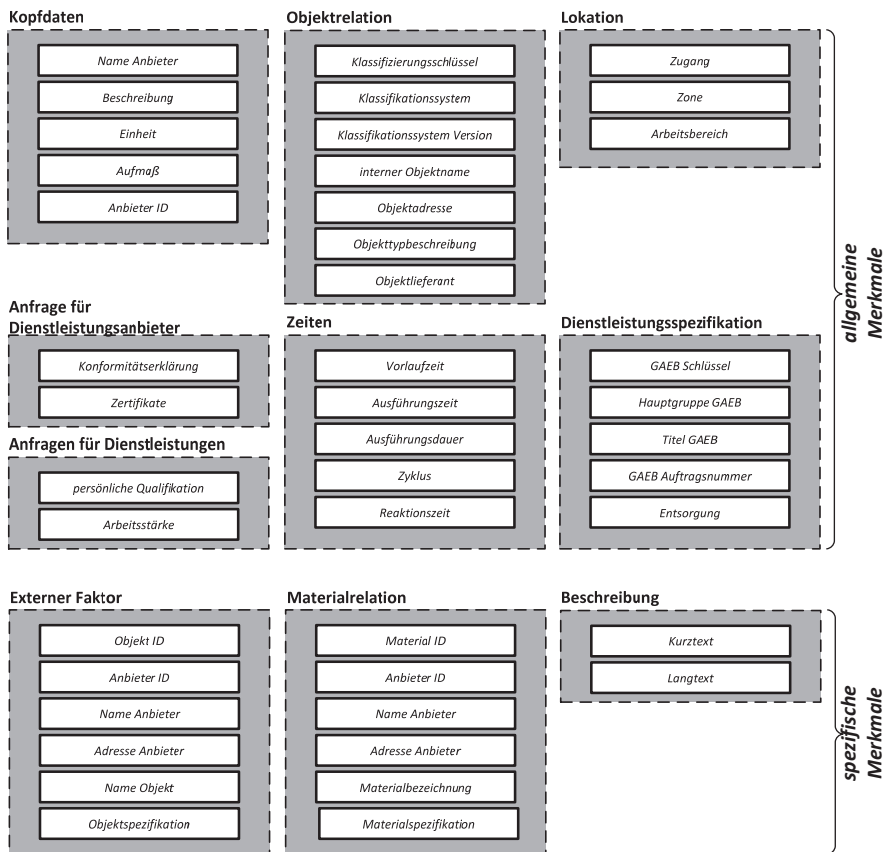 Kopfdaten
Name Anbieter
Beschreibung
Einheit
Aufmaß
Anbieter ID
Objektrelation
Klassifizierungsschlüssel
Klassifikationssystem
Klassifikationssystem Version
interner Objektname
Objektadresse
Objekttypbeschreibung
Objektlieferant
Lokation
Zugang
Zone
Arbeitsbereich
Anfrage für
Dienstleistungsanbieter
Konformitätserklärung
Zertifikate
Anfragen für Dienstleistungen
persönliche Qualifikation
Arbeitsstärke
Zeiten
Vorlaufzeit
Ausführungszeit
Ausführungsdauer
Zyklus
Reaktionszeit
Dienstleistungsspezifikation
GAEB Schlüssel
Hauptgruppe GAEB
Titel GAEB
GAEB Auftragsnummer
Entsorgung
allgemeine
Merkmale
Externer Faktor
Objekt ID
Anbieter ID
Name Anbieter
Adresse Anbieter
Name Objekt
Objektspezifikation
Materialrelation
Material ID
Anbieter ID
Name Anbieter
Adresse Anbieter
Materialbezeichnung
Materialspezifikation
Beschreibung
Kurztext
Langtext
spezifische
Merkmale